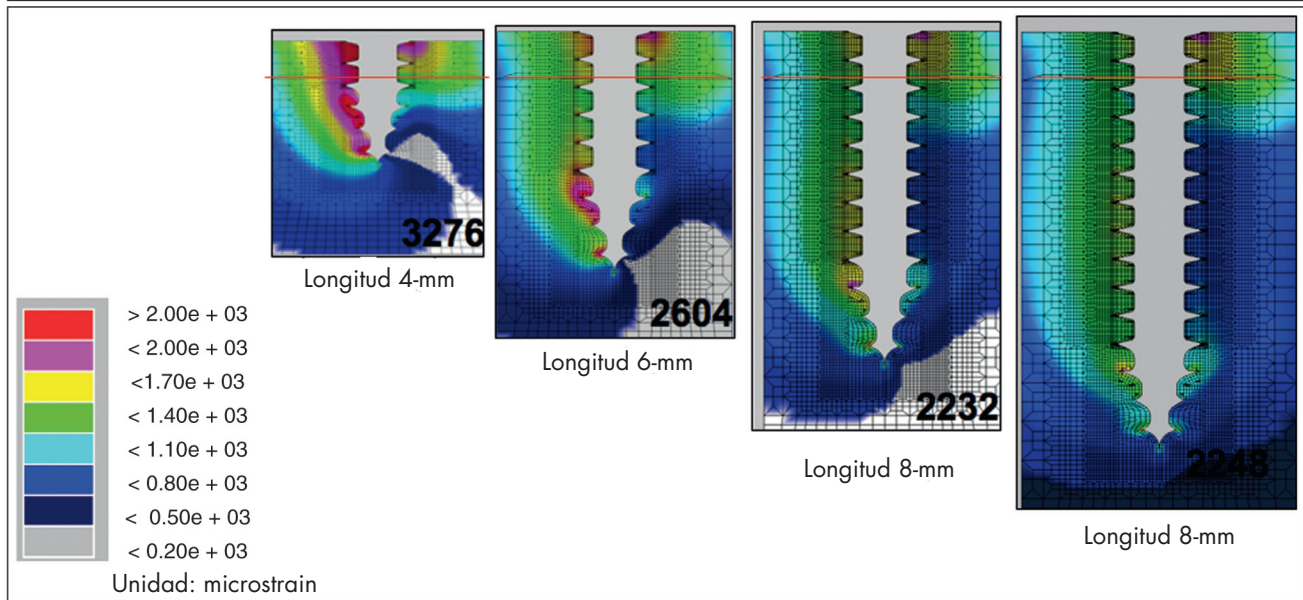 3276
Longitud 4-mm
2604
Longitud 6-mm
2232
Longitud 8-mm
2248
Longitud 8-mm
> 2.00e + 03
< 2.00e + 03
<1.70e + 03
< 1.40e + 03
< 1.10e + 03
< 0.80e + 03
< 0.50e + 03
< 0.20e + 03
Unidad: microstrain